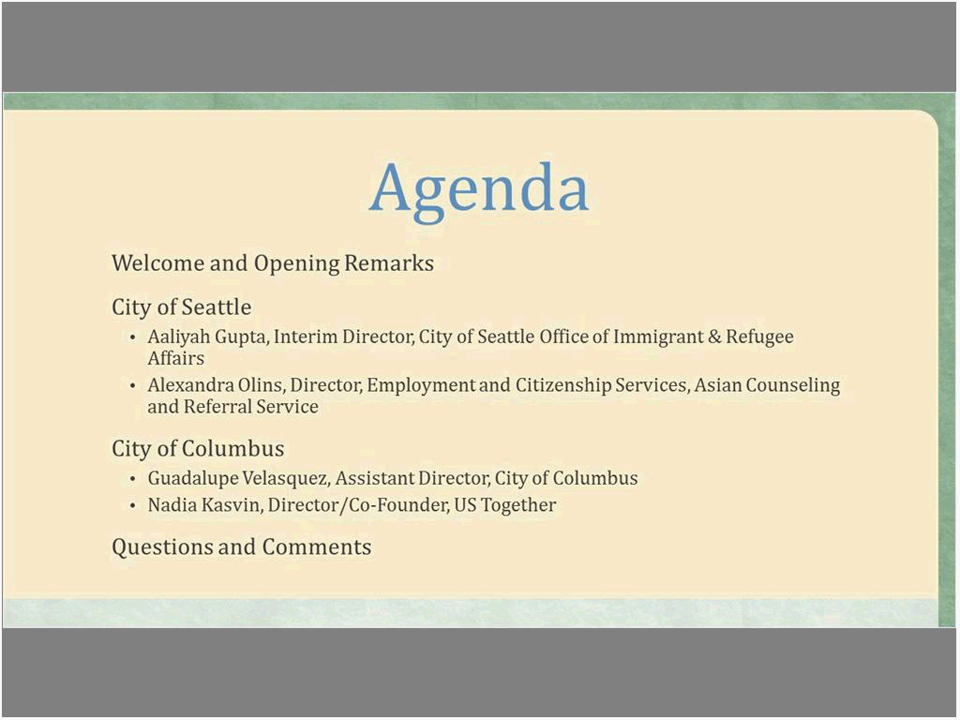 Agenda
Welcome and Opening Remarks
City of Seattle
• Aaliyah Gupta, Interim Director, City of Seattle Office of Immigrant & Refugee
Affairs
• Alexandra Olins, Director, Employment and Citizenship Services, Asian Counseling
and Referral Service
City of Columbus
• Guadalupe Velasquez, Assistant Director, City of Columbus
• Nadia Kasvin, Director/Co-Founder, US Together
Questions and Comments